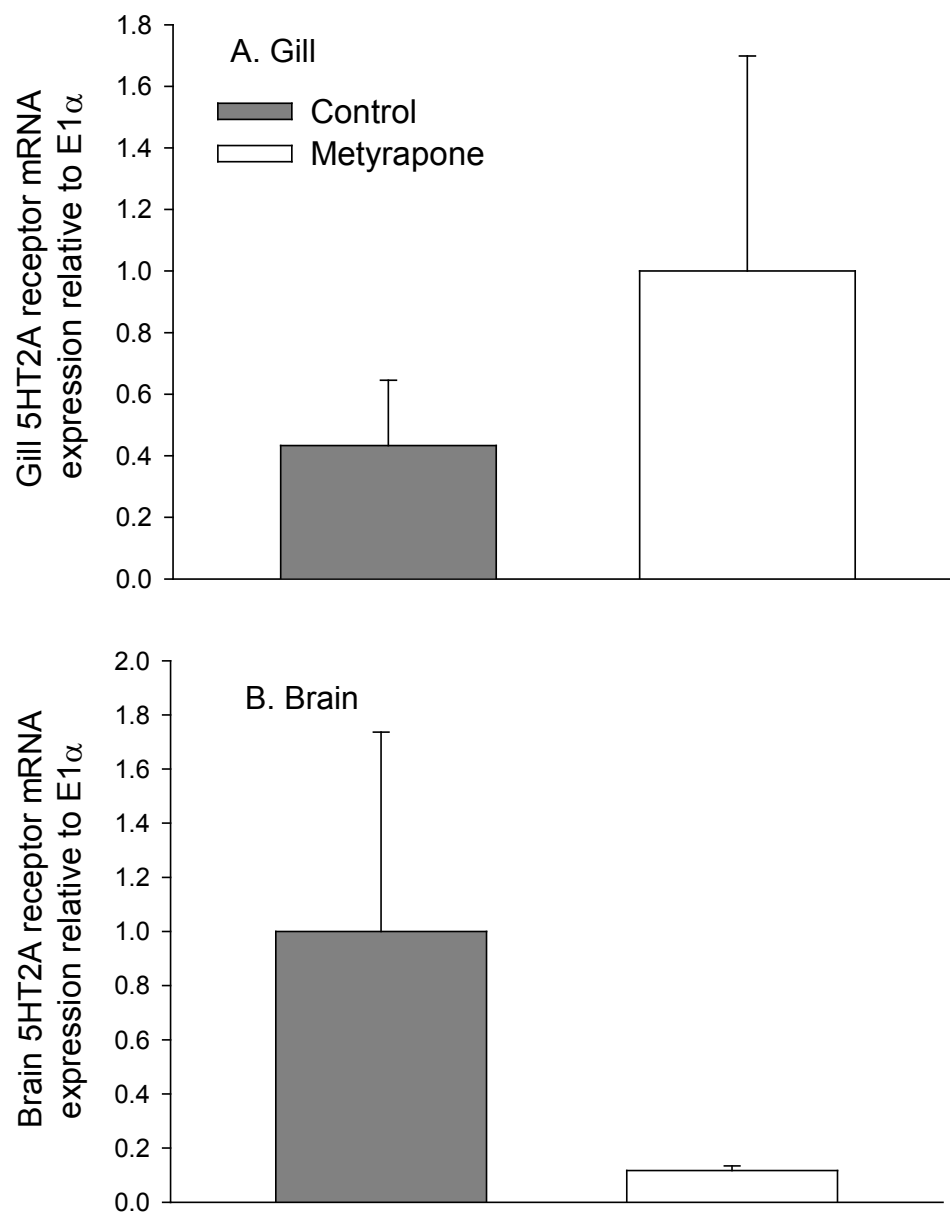 Gill 5HT2A receptor mRNA
expression relative to E1α
1.8
1.6
1.4
1.2
1.0
0.8
0.6
0.4
0.2
0.0
A. Gill
Control
Metyrapone
Brain 5HT2A receptor mRNA
expression relative to E1α
2.0
1.8
1.6
1.4
1.2
1.0
0.8
0.6
0.4
0.2
0.0
B. Brain